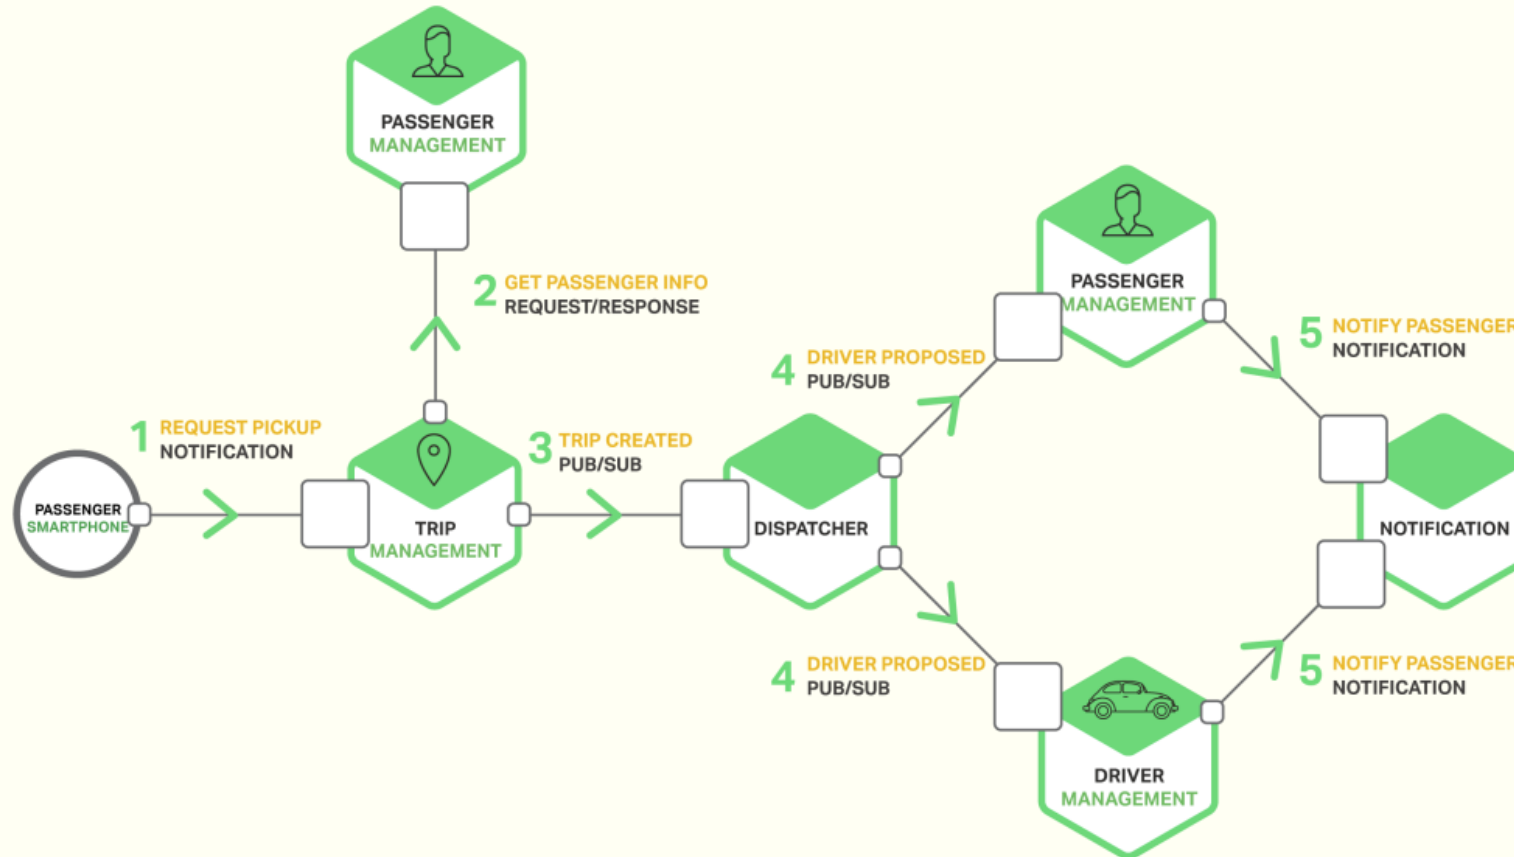 PASSENGER
MANAGEMENT
2 GET PASSENGER INFO
REQUEST/RESPONSE
1 REQUEST PICKUP
NOTIFICATION
PASSENGER
SMARTPHONE
TRIP
MANAGEMENT
3 TRIP CREATED
PUB/SUB
DISPATCHER
4 DRIVER PROPOSED
PUB/SUB
PASSENGER
MANAGEMENT
5 NOTIFY PASSENGER
NOTIFICATION
4 DRIVER PROPOSED
PUB/SUB
DRIVER
MANAGEMENT
5 NOTIFY PASSENGER
NOTIFICATION
NOTIFICATION